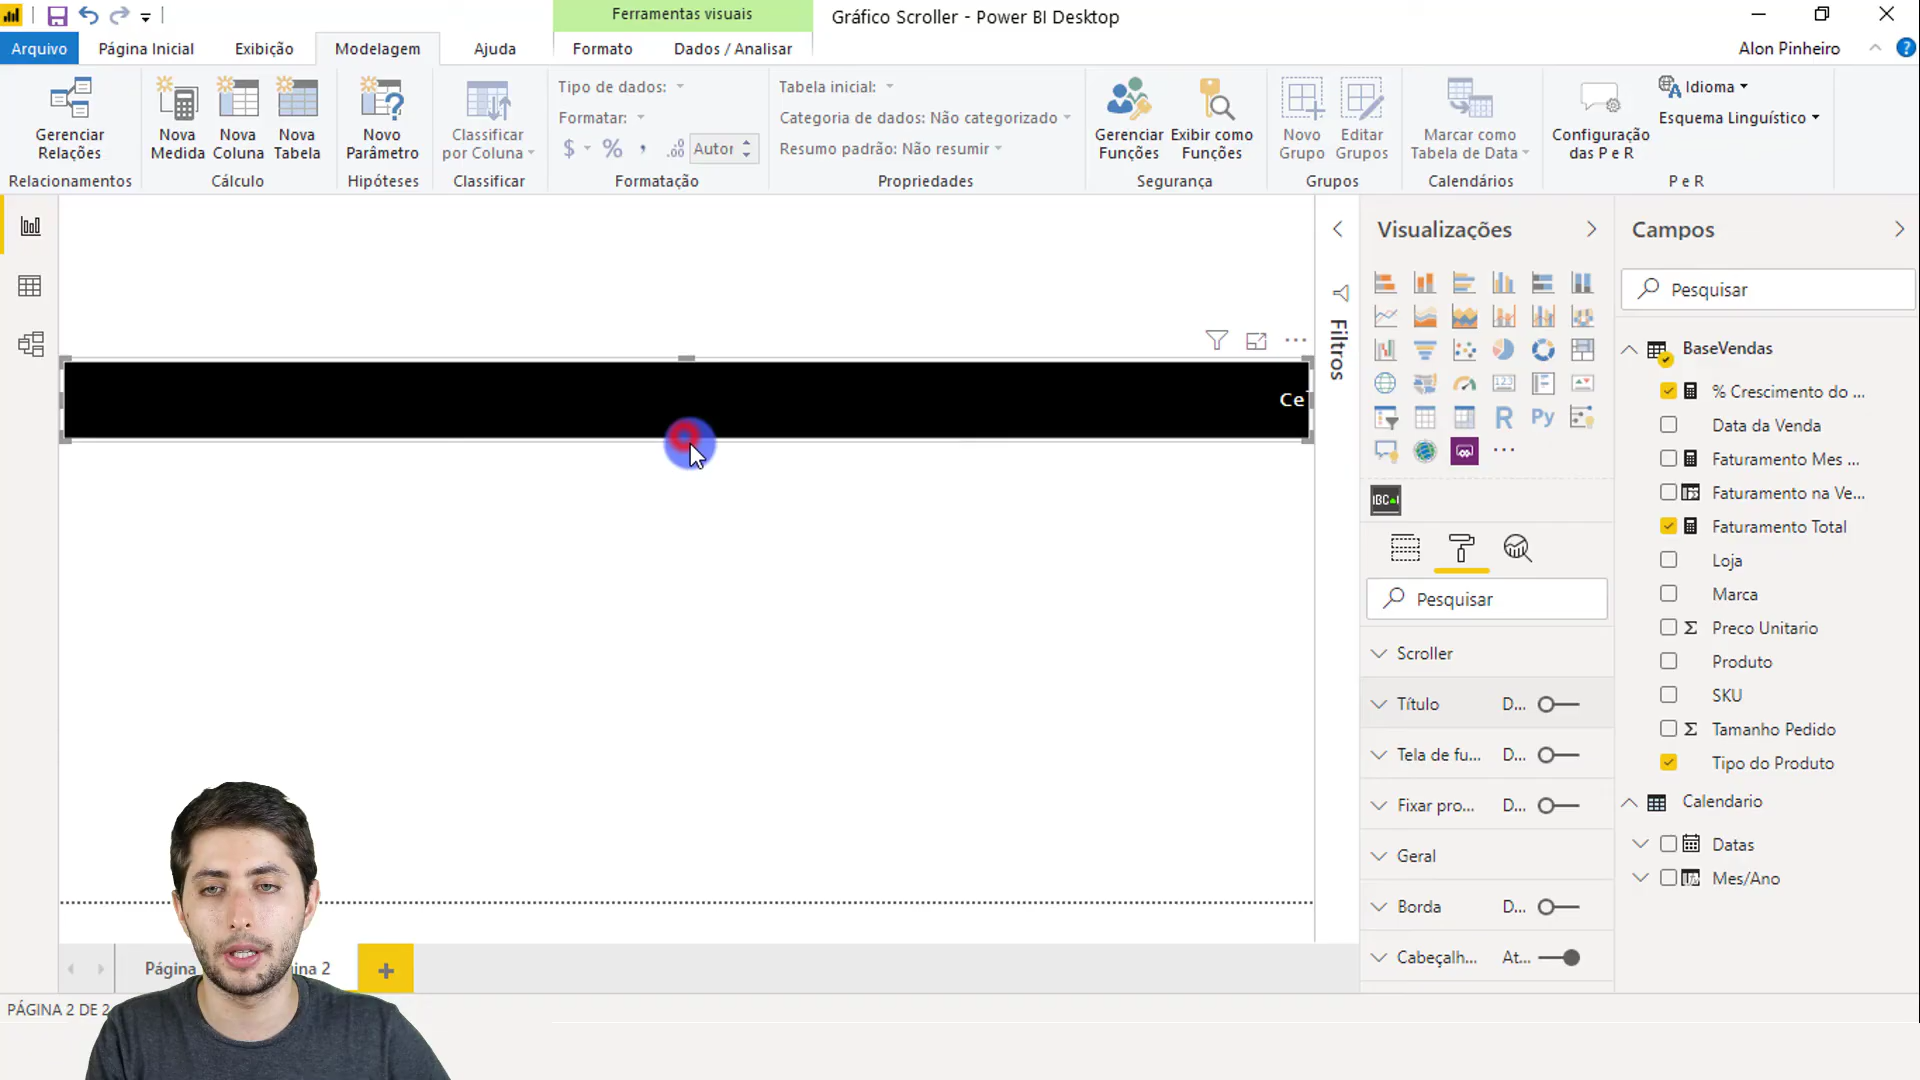 Ferramentas visuais
Gráfico Scroller - Power BI Desktop
Arquivo
Página Inicial
Exibição
Modelagem
Ajuda
Formato
Dados / Analisar
Alon Pinheiro
Gerenciar Relações
Relacionamentos
Nova Medida
Nova Coluna
Nova Tabela
Cálculo
Novo Parâmetro
Hipóteses
Classificar por Coluna
Classificar
Tipo de dados:
Formatar:
$ % , .00 Autor
Formatação
Tabela inicial:
Categoria de dados: Não categorizado
Resumo padrão: Não resumir
Propriedades
Gerenciar Funções
Exibir como Funções
Segurança
Novo Grupo
Editar Grupos
Grupos
Marcar como Tabela de Data
Calendários
Configuração das P e R
Idioma
Esquema Linguístico
P e R
Ce
Filtros
Visualizações
R
Py
123
IBC
Pesquisar
Scroller
Título D...
Tela de fu... D...
Fixar pro... D...
Geral
Borda D...
Cabeçalh... At...
Campos
Pesquisar
BaseVendas
% Crescimento do ...
Data da Venda
Faturamento Mes ...
Faturamento na Ve...
Faturamento Total
Loja
Marca
Σ Preco Unitario
Produto
SKU
Σ Tamanho Pedido
Tipo do Produto
Calendario
Datas
Mes/Ano
Página
ina 2
+
PÁGINA 2 DE 2